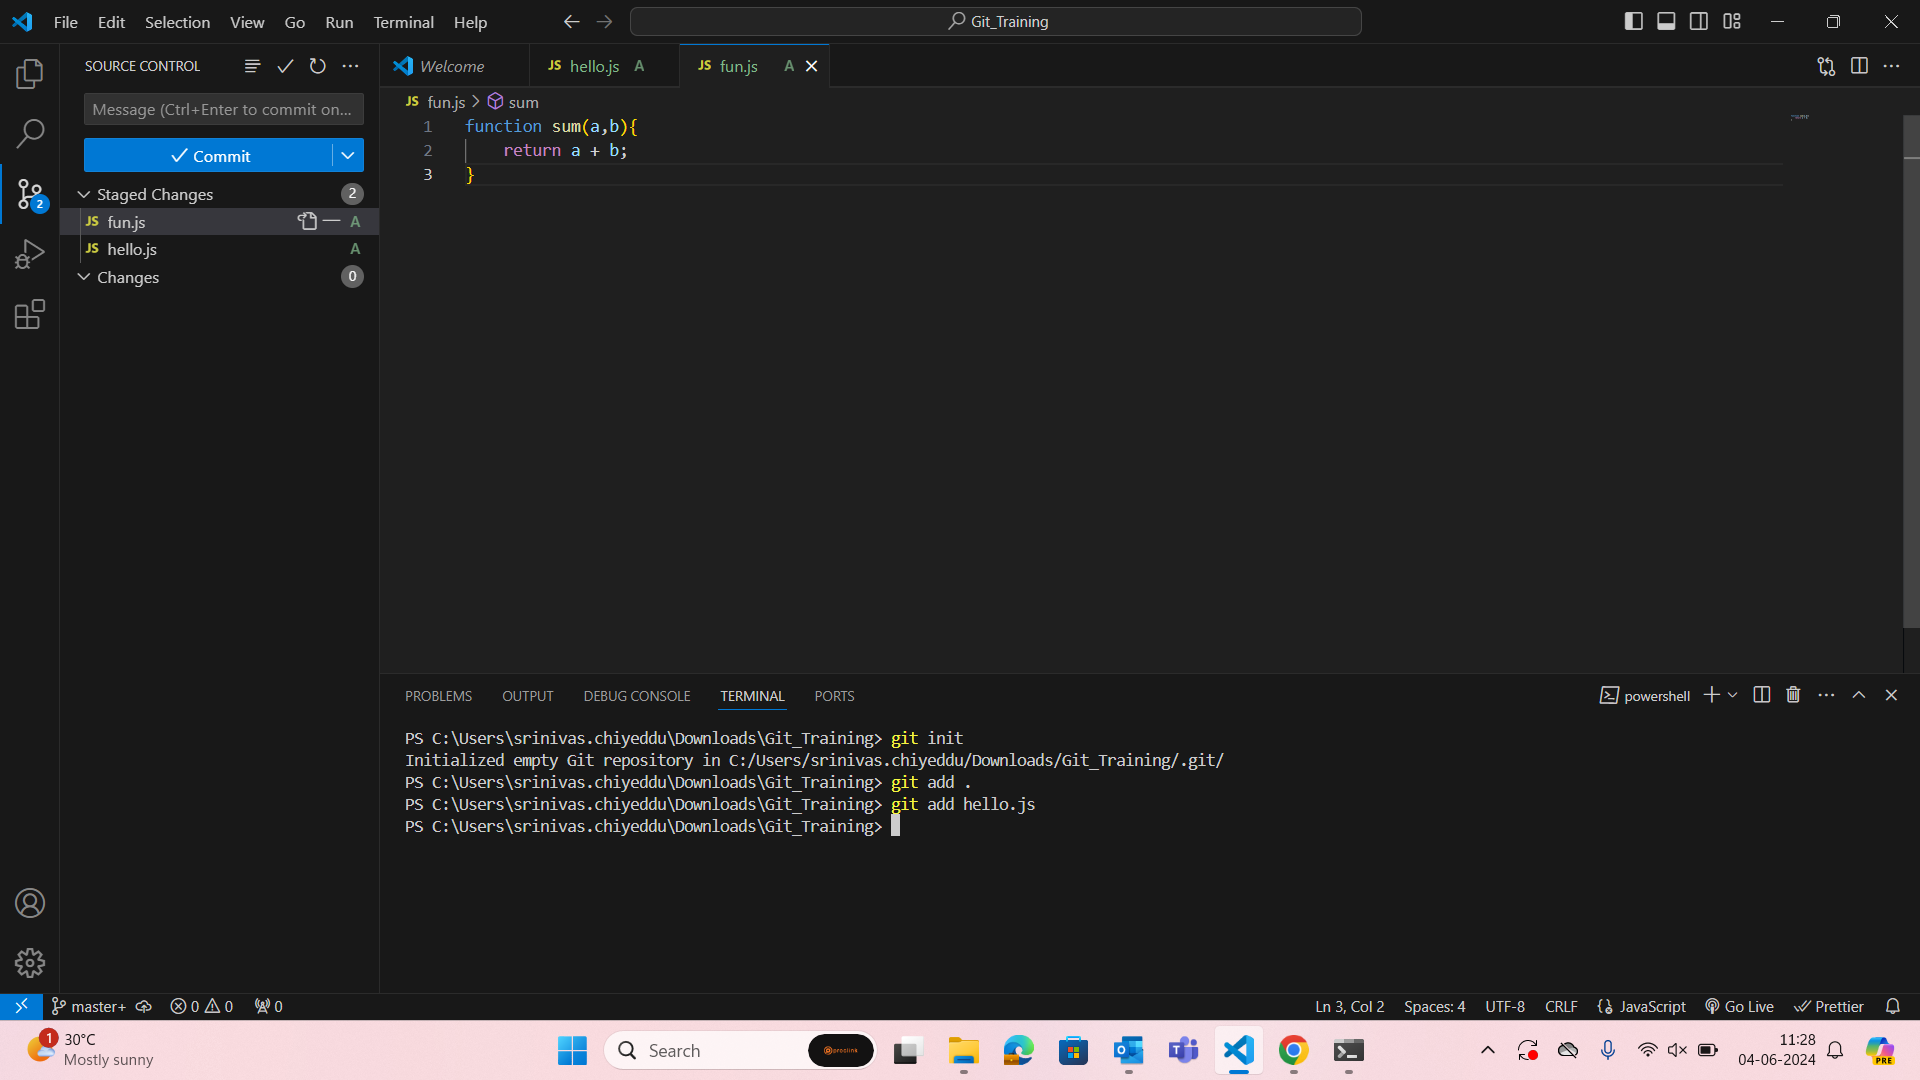 File Edit Selection View Go Run Terminal Help
Git_Training
SOURCE CONTROL
Welcome
JS hello.js A
JS fun.js A
Message (Ctrl+Enter to commit on...
Commit
Staged Changes 2
JS fun.js A
JS hello.js A
Changes 0
2
JS fun.js > sum
1 function sum(a,b){
2 return a + b;
3 }
PROBLEMS OUTPUT DEBUG CONSOLE TERMINAL PORTS
powershell
PS C:\Users\srinivas.chiyeddu\Downloads\Git_Training> git init
Initialized empty Git repository in C:/Users/srinivas.chiyeddu/Downloads/Git_Training/.git/
PS C:\Users\srinivas.chiyeddu\Downloads\Git_Training> git add .
PS C:\Users\srinivas.chiyeddu\Downloads\Git_Training> git add hello.js
PS C:\Users\srinivas.chiyeddu\Downloads\Git_Training>
master+ 0 0 0
Ln 3, Col 2 Spaces: 4 UTF-8 CRLF {} JavaScript Go Live Prettier
1
30°C
Mostly sunny
Search
proclink
PRE
11:28
04-06-2024